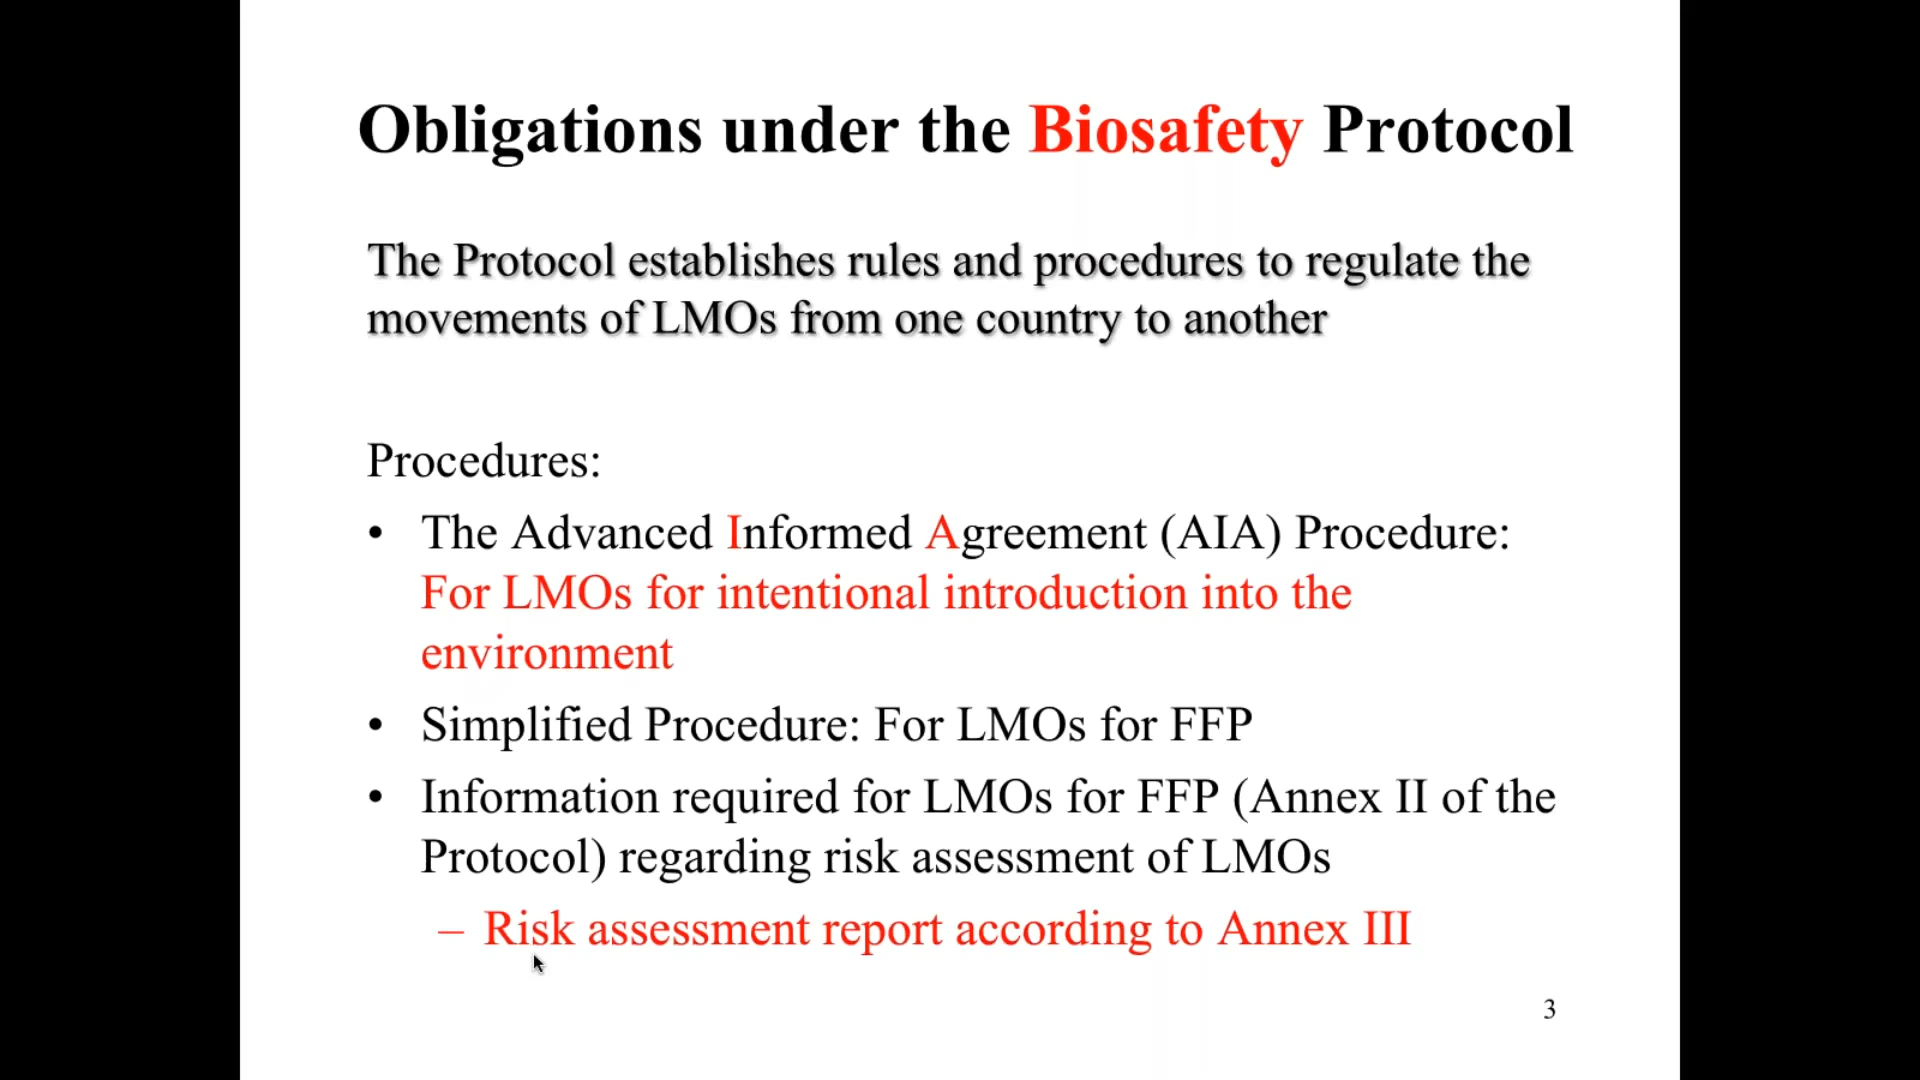 Obligations under the Biosafety Protocol
The Protocol establishes rules and procedures to regulate the
movements of LMOs from one country to another
Procedures:
• The Advanced Informed Agreement (AIA) Procedure:
For LMOs for intentional introduction into the
environment
• Simplified Procedure: For LMOs for FFP
• Information required for LMOs for FFP (Annex II of the
Protocol) regarding risk assessment of LMOs
– Risk assessment report according to Annex III
3